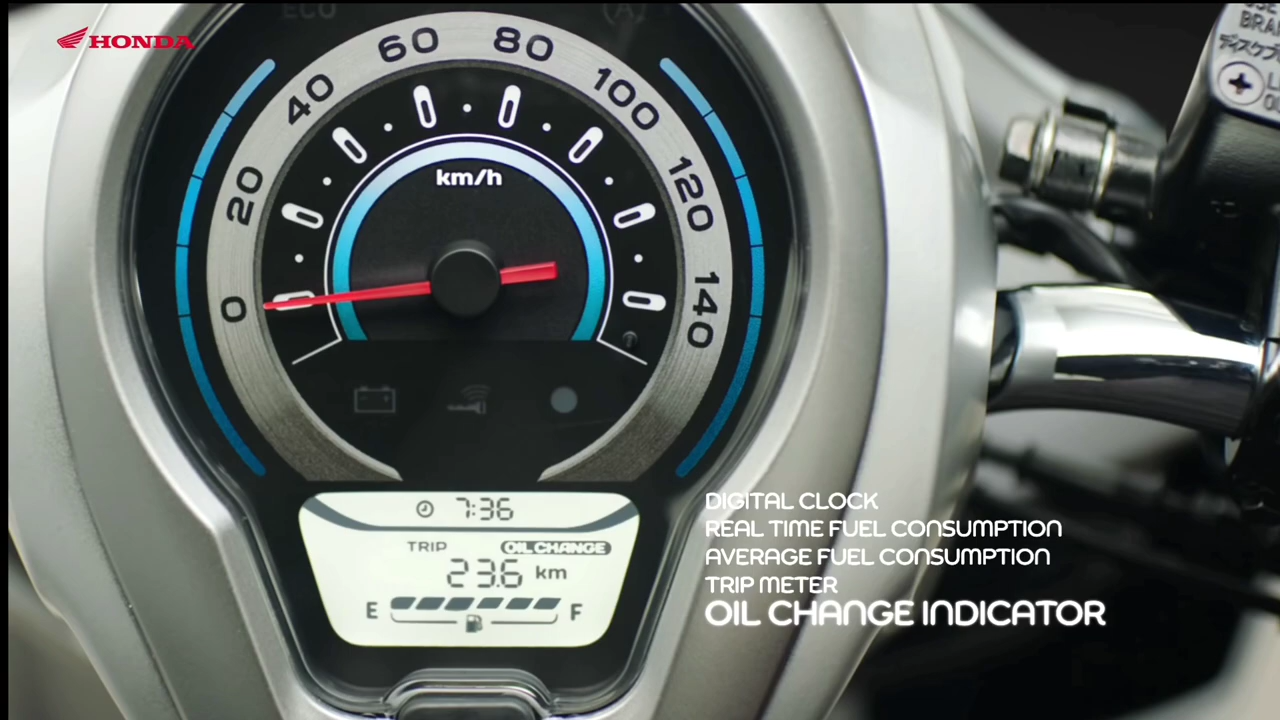 ECO
(A)
HONDA
60
80
40
100
20
120
0
140
km/h
7:36
TRIP
OIL CHANGE
23.6 km
E
F
DIGITAL CLOCK
REAL TIME FUEL CONSUMPTION
AVERAGE FUEL CONSUMPTION
TRIP METER
OIL CHANGE INDICATOR